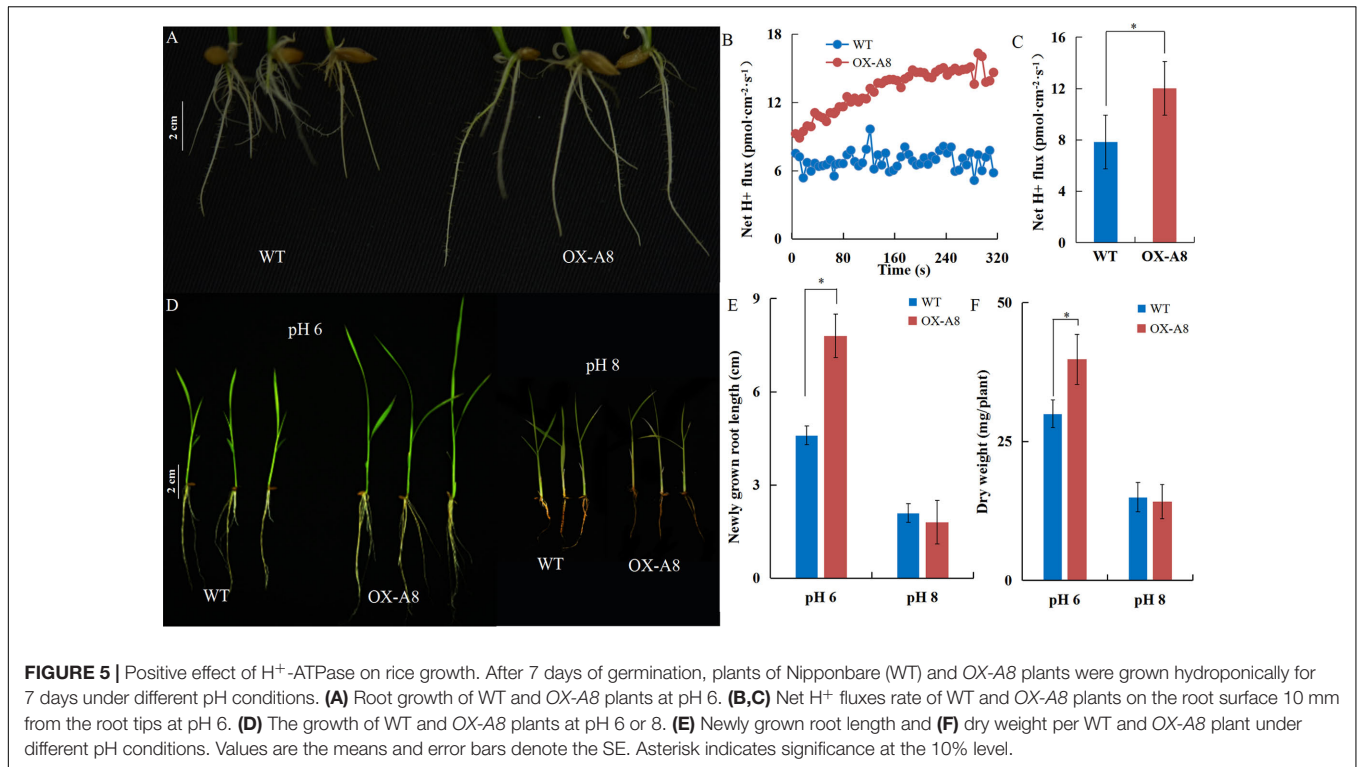 A
2 cm
WT
OX-A8
B
WT
OX-A8
Net H+ flux (pmol·cm⁻²·s⁻¹)
18
14
10
6
0
0
80
160
240
320
Time (s)
C
*
Net H+ flux (pmol·cm⁻²·s⁻¹)
16
12
8
4
0
WT
OX-A8
D
pH 6
pH 8
2 cm
WT
OX-A8
WT
OX-A8
E
*
WT
OX-A8
Newly grown root length (cm)
9
6
3
0
pH 6
pH 8
F
*
WT
OX-A8
Dry weight (mg/plant)
50
25
0
pH 6
pH 8
FIGURE 5 | Positive effect of H⁺-ATPase on rice growth. After 7 days of germination, plants of Nipponbare (WT) and OX-A8 plants were grown hydroponically for
7 days under different pH conditions. (A) Root growth of WT and OX-A8 plants at pH 6. (B,C) Net H⁺ fluxes rate of WT and OX-A8 plants on the root surface 10 mm
from the root tips at pH 6. (D) The growth of WT and OX-A8 plants at pH 6 or 8. (E) Newly grown root length and (F) dry weight per WT and OX-A8 plant under
different pH conditions. Values are the means and error bars denote the SE. Asterisk indicates significance at the 10% level.